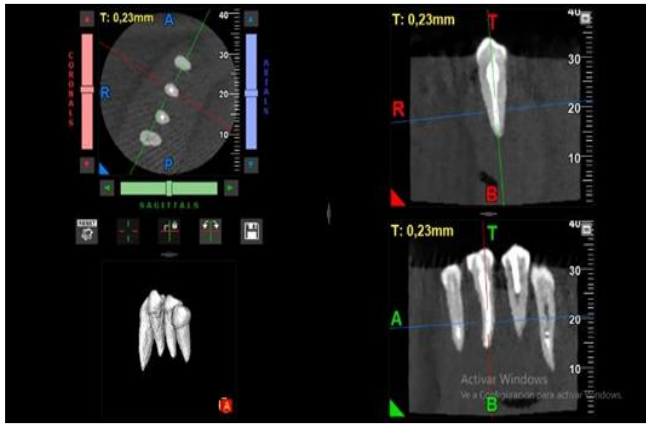 T: 0,23mm
A
40
30
20
10
R
P
CORONALS
AXIALS
SAGITTALS
RESET
A
T: 0,23mm
T
40
30
20
10
R
B
T: 0,23mm
T
40
30
20
10
A
B
Activar Windows
Ve a Configuración para activar Windows.